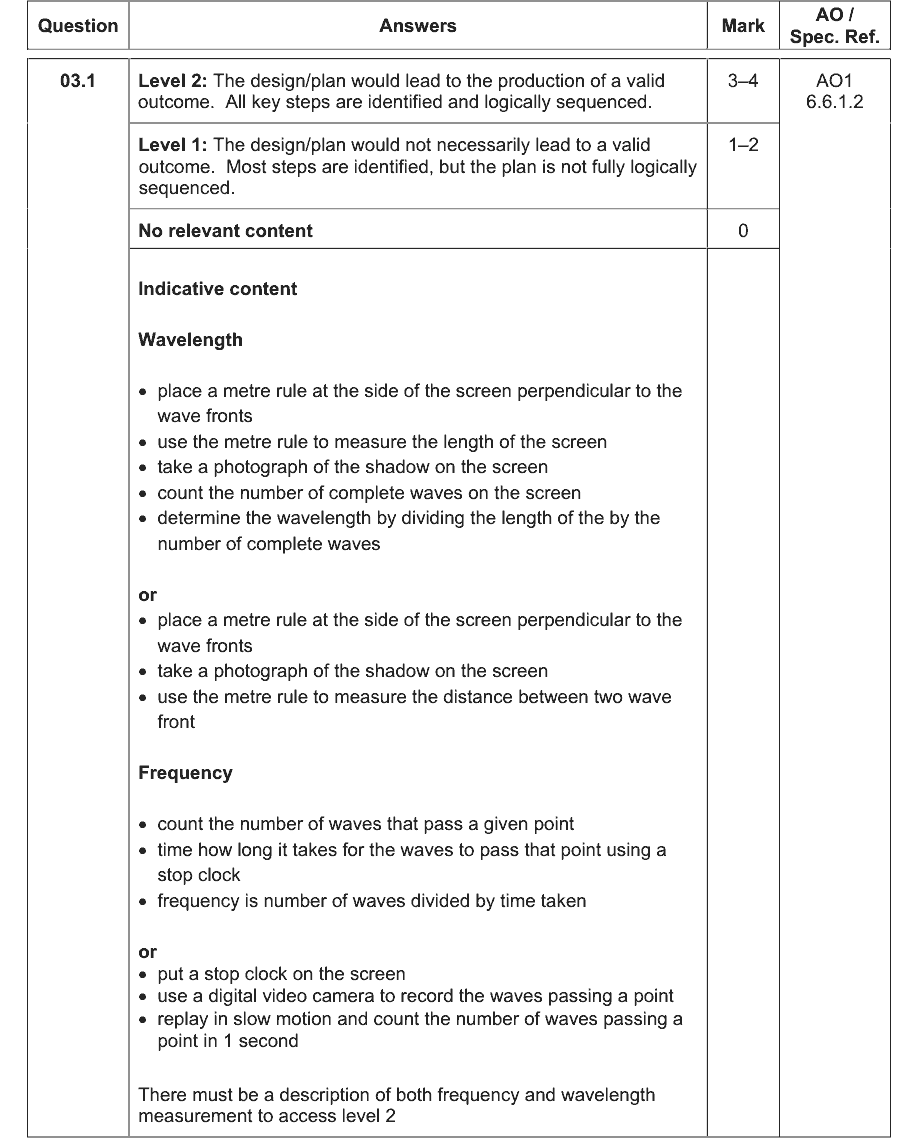 Question Answers Mark AO /
Spec. Ref.
03.1 Level 2: The design/plan would lead to the production of a valid 3–4 AO1
outcome.  All key steps are identified and logically sequenced. 6.6.1.2
Level 1: The design/plan would not necessarily lead to a valid 1–2
outcome.  Most steps are identified, but the plan is not fully logically
sequenced.
No relevant content 0
Indicative content
Wavelength
• place a metre rule at the side of the screen perpendicular to the
wave fronts
• use the metre rule to measure the length of the screen
• take a photograph of the shadow on the screen
• count the number of complete waves on the screen
• determine the wavelength by dividing the length of the by the
number of complete waves
or
• place a metre rule at the side of the screen perpendicular to the
wave fronts
• take a photograph of the shadow on the screen
• use the metre rule to measure the distance between two wave
front
Frequency
• count the number of waves that pass a given point
• time how long it takes for the waves to pass that point using a
stop clock
• frequency is number of waves divided by time taken
or
• put a stop clock on the screen
• use a digital video camera to record the waves passing a point
• replay in slow motion and count the number of waves passing a
point in 1 second
There must be a description of both frequency and wavelength
measurement to access level 2